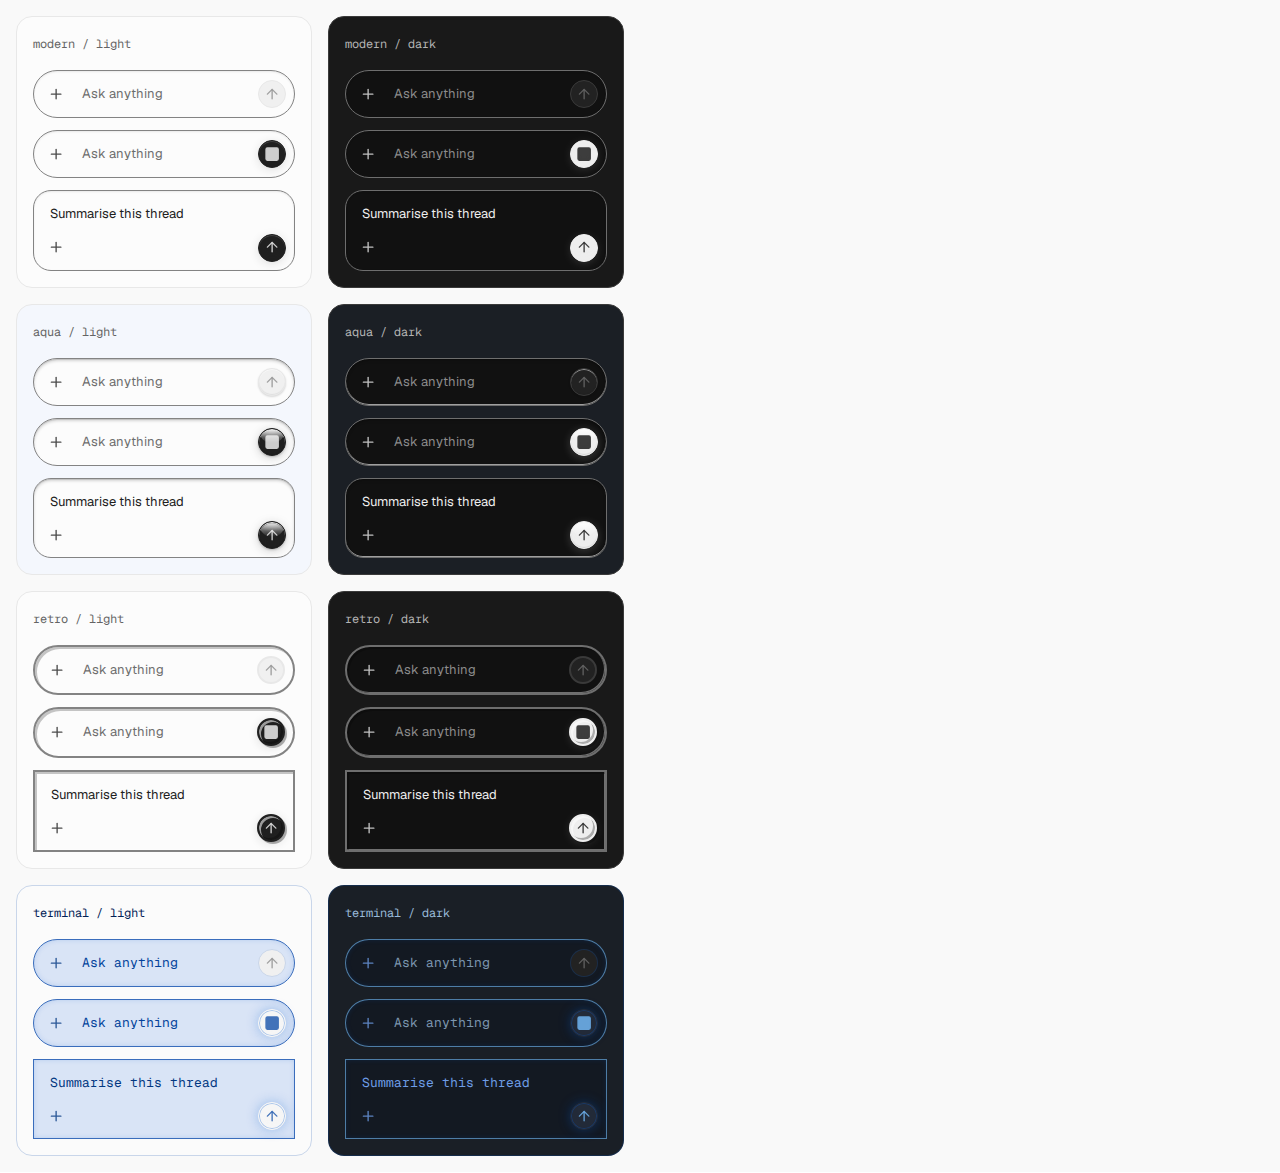 modern / light
Ask anything
Ask anything
Summarise this thread
modern / dark
Ask anything
Ask anything
Summarise this thread
aqua / light
Ask anything
Ask anything
Summarise this thread
aqua / dark
Ask anything
Ask anything
Summarise this thread
retro / light
Ask anything
Ask anything
Summarise this thread
retro / dark
Ask anything
Ask anything
Summarise this thread
terminal / light
Ask anything
Ask anything
Summarise this thread
terminal / dark
Ask anything
Ask anything
Summarise this thread